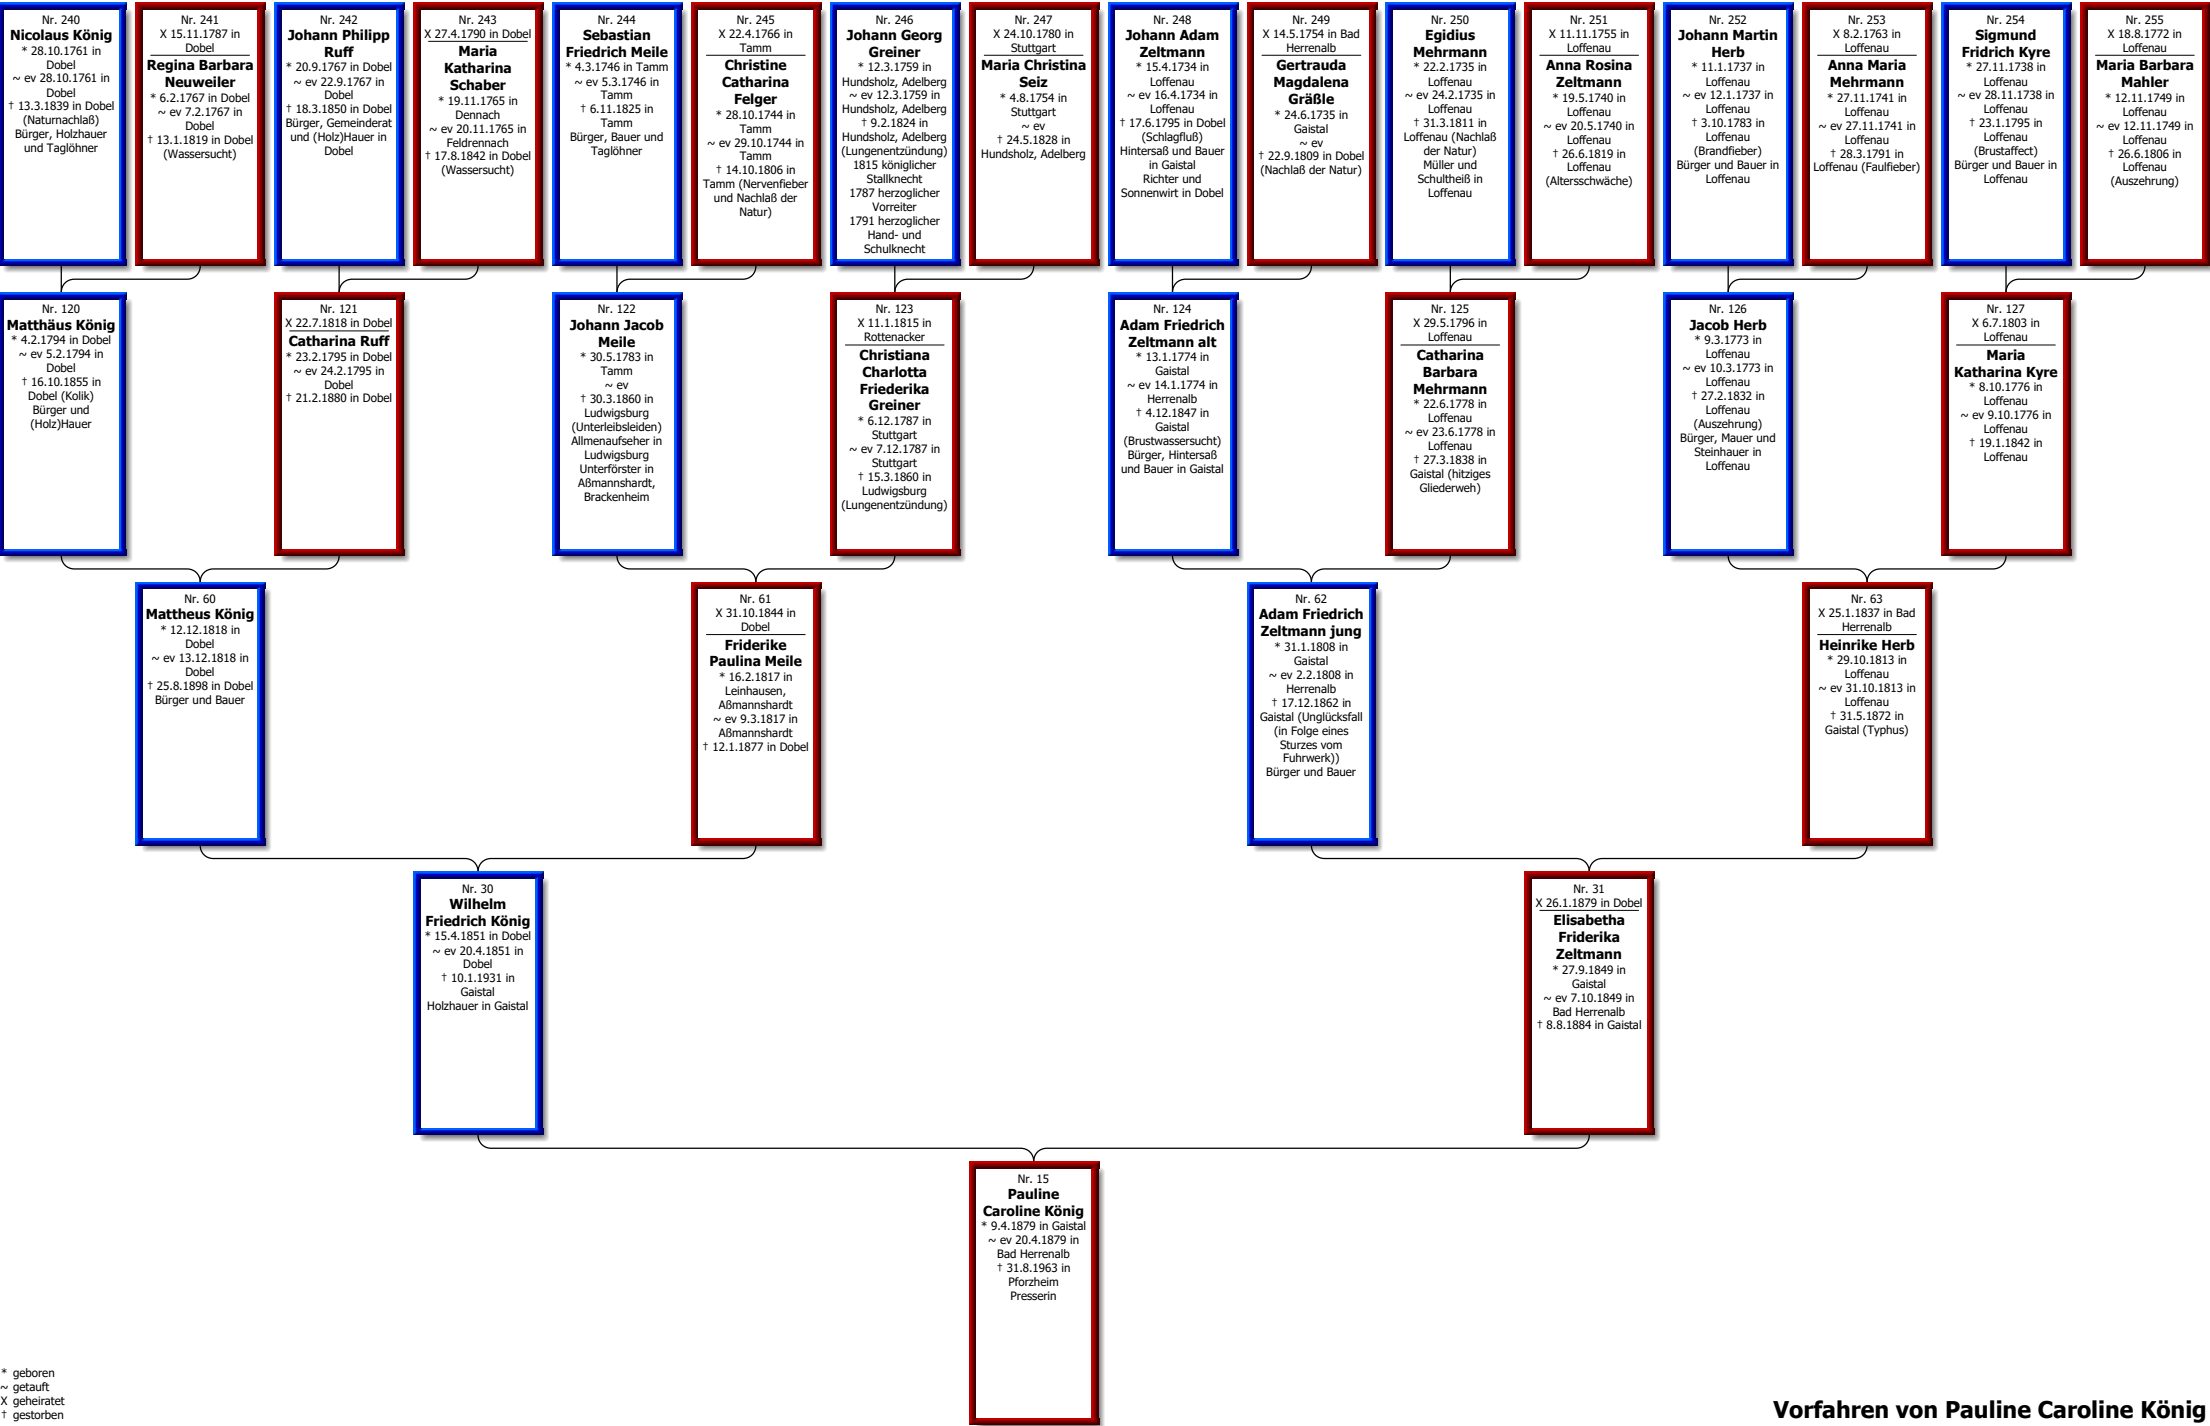 Nr. 240
Nicolaus König
* 28.10.1761 in
Dobel
~ ev 28.10.1761 in
Dobel
† 13.3.1839 in Dobel
(Naturnachlaß)
Bürger, Holzhauer
und Taglöhner
Nr. 241
X 15.11.1787 in
Dobel
Regina Barbara
Neuweiler
* 6.2.1767 in Dobel
~ ev 7.2.1767 in
Dobel
† 13.1.1819 in Dobel
(Wassersucht)
Nr. 242
Johann Philipp
Ruff
* 20.9.1767 in Dobel
~ ev 22.9.1767 in
Dobel
† 18.3.1850 in Dobel
Bürger, Gemeinderat
und (Holz)Hauer in
Dobel
Nr. 243
X 27.4.1790 in Dobel
Maria
Katharina
Schaber
* 19.11.1765 in
Dennach
~ ev 20.11.1765 in
Feldrennach
† 17.8.1842 in Dobel
(Wassersucht)
Nr. 244
Sebastian
Friedrich Meile
* 4.3.1746 in Tamm
~ ev 5.3.1746 in
Tamm
† 6.11.1825 in
Tamm
Bürger, Bauer und
Taglöhner
Nr. 245
X 22.4.1766 in
Tamm
Christine
Catharina
Felger
* 28.10.1744 in
Tamm
~ ev 29.10.1744 in
Tamm
† 14.10.1806 in
Tamm (Nervenfieber
und Nachlaß der
Natur)
Nr. 246
Johann Georg
Greiner
* 12.3.1759 in
Hundsholz, Adelberg
~ ev 12.3.1759 in
Hundsholz, Adelberg
† 9.2.1824 in
Hundsholz, Adelberg
(Lungenentzündung)
1815 königlicher
Stallknecht
1787 herzoglicher
Vorreiter
1791 herzoglicher
Hand- und
Schulknecht
Nr. 247
X 24.10.1780 in
Stuttgart
Maria Christina
Seiz
* 4.8.1754 in
Stuttgart
~ ev
† 24.5.1828 in
Hundsholz, Adelberg
Nr. 248
Johann Adam
Zeltmann
* 15.4.1734 in
Loffenau
~ ev 16.4.1734 in
Loffenau
† 17.6.1795 in Dobel
(Schlagfluß)
Hintersaß und Bauer
in Gaistal
Richter und
Sonnenwirt in Dobel
Nr. 249
X 14.5.1754 in Bad
Herrenalb
Gertrauda
Magdalena
Gräßle
* 24.6.1735 in
Gaistal
~ ev
† 22.9.1809 in Dobel
(Nachlaß der Natur)
Nr. 250
Egidius
Mehrmann
* 22.2.1735 in
Loffenau
~ ev 24.2.1735 in
Loffenau
† 31.3.1811 in
Loffenau (Nachlaß
der Natur)
Müller und
Schultheiß in
Loffenau
Nr. 251
X 11.11.1755 in
Loffenau
Anna Rosina
Zeltmann
* 19.5.1740 in
Loffenau
~ ev 20.5.1740 in
Loffenau
† 26.6.1819 in
Loffenau
(Altersschwäche)
Nr. 252
Johann Martin
Herb
* 11.1.1737 in
Loffenau
~ ev 12.1.1737 in
Loffenau
† 3.10.1783 in
Loffenau
(Brandfieber)
Bürger und Bauer in
Loffenau
Nr. 253
X 8.2.1763 in
Loffenau
Anna Maria
Mehrmann
* 27.11.1741 in
Loffenau
~ ev 27.11.1741 in
Loffenau
† 28.3.1791 in
Loffenau (Faulfieber)
Nr. 254
Sigmund
Fridrich Kyre
* 27.11.1738 in
Loffenau
~ ev 28.11.1738 in
Loffenau
† 23.1.1795 in
Loffenau
(Brustaffect)
Bürger und Bauer in
Loffenau
Nr. 255
X 18.8.1772 in
Loffenau
Maria Barbara
Mahler
* 12.11.1749 in
Loffenau
~ ev 12.11.1749 in
Loffenau
† 26.6.1806 in
Loffenau
(Auszehrung)
Nr. 120
Matthäus König
* 4.2.1794 in Dobel
~ ev 5.2.1794 in
Dobel
† 16.10.1855 in
Dobel (Kolik)
Bürger und
(Holz)Hauer
Nr. 121
X 22.7.1818 in Dobel
Catharina Ruff
* 23.2.1795 in Dobel
~ ev 24.2.1795 in
Dobel
† 21.2.1880 in Dobel
Nr. 122
Johann Jacob
Meile
* 30.5.1783 in
Tamm
~ ev
† 30.3.1860 in
Ludwigsburg
(Unterleibsleiden)
Allmenaufseher in
Ludwigsburg
Unterförster in
Aßmannshardt,
Brackenheim
Nr. 123
X 11.1.1815 in
Rottenacker
Christiana
Charlotta
Friederika
Greiner
* 6.12.1787 in
Stuttgart
~ ev 7.12.1787 in
Stuttgart
† 15.3.1860 in
Ludwigsburg
(Lungenentzündung)
Nr. 124
Adam Friedrich
Zeltmann alt
* 13.1.1774 in
Gaistal
~ ev 14.1.1774 in
Herrenalb
† 4.12.1847 in
Gaistal
(Brustwassersucht)
Bürger, Hintersaß
und Bauer in Gaistal
Nr. 125
X 29.5.1796 in
Loffenau
Catharina
Barbara
Mehrmann
* 22.6.1778 in
Loffenau
~ ev 23.6.1778 in
Loffenau
† 27.3.1838 in
Gaistal (hitziges
Gliederweh)
Nr. 126
Jacob Herb
* 9.3.1773 in
Loffenau
~ ev 10.3.1773 in
Loffenau
† 27.2.1832 in
Loffenau
(Auszehrung)
Bürger, Mauer und
Steinhauer in
Loffenau
Nr. 127
X 6.7.1803 in
Loffenau
Maria
Katharina Kyre
* 8.10.1776 in
Loffenau
~ ev 9.10.1776 in
Loffenau
† 19.1.1842 in
Loffenau
Nr. 60
Mattheus König
* 12.12.1818 in
Dobel
~ ev 13.12.1818 in
Dobel
† 25.8.1898 in Dobel
Bürger und Bauer
Nr. 61
X 31.10.1844 in
Dobel
Friderike
Paulina Meile
* 16.2.1817 in
Leinhausen,
Aßmannshardt
~ ev 9.3.1817 in
Aßmannshardt
† 12.1.1877 in Dobel
Nr. 62
Adam Friedrich
Zeltmann jung
* 31.1.1808 in
Gaistal
~ ev 2.2.1808 in
Herrenalb
† 17.12.1862 in
Gaistal (Unglücksfall
(in Folge eines
Sturzes vom
Fuhrwerk))
Bürger und Bauer
Nr. 63
X 25.1.1837 in Bad
Herrenalb
Heinrike Herb
* 29.10.1813 in
Loffenau
~ ev 31.10.1813 in
Loffenau
† 31.5.1872 in
Gaistal (Typhus)
Nr. 30
Wilhelm
Friedrich König
* 15.4.1851 in Dobel
~ ev 20.4.1851 in
Dobel
† 10.1.1931 in
Gaistal
Holzhauer in Gaistal
Nr. 31
X 26.1.1879 in Dobel
Elisabetha
Friderika
Zeltmann
* 27.9.1849 in
Gaistal
~ ev 7.10.1849 in
Bad Herrenalb
† 8.8.1884 in Gaistal
Nr. 15
Pauline
Caroline König
* 9.4.1879 in Gaistal
~ ev 20.4.1879 in
Bad Herrenalb
† 31.8.1963 in
Pforzheim
Presserin
* geboren
~ getauft
X geheiratet
† gestorben
Vorfahren von Pauline Caroline König